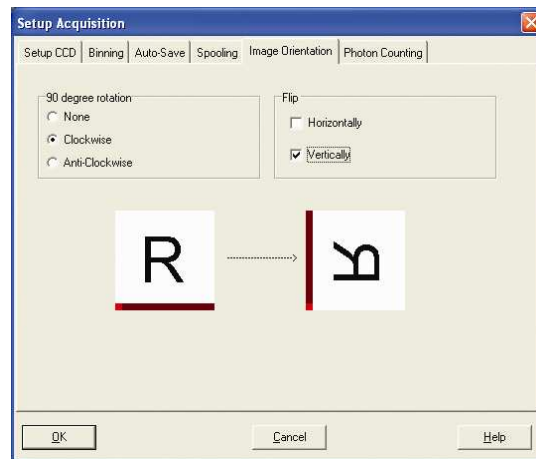 Setup Acquisition
Setup CCD Binning Auto-Save Spooling Image Orientation Photon Counting
90 degree rotation
None
Clockwise
Anti-Clockwise
Flip
Horizontally
Vertically
R R
OK Cancel Help